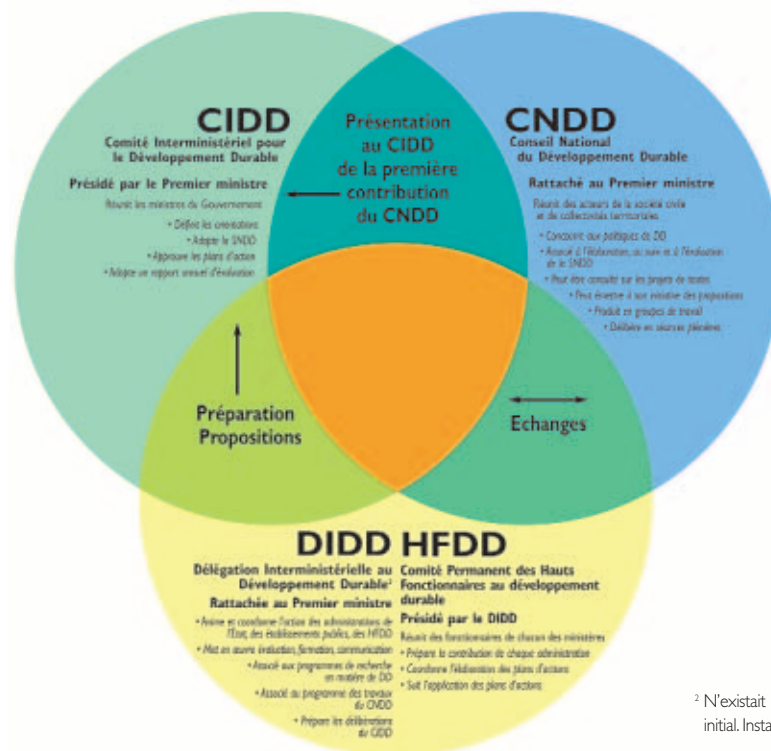 CIDD
Comité Interministériel pour
le Développement Durable
Présidé par le Premier ministre
Réunit les ministres du Gouvernement
• Définit les orientations
• Adopte la SNDD
• Approuve les plans d'action
• Adopte un rapport annuel d'évaluation
Présentation
au CIDD
de la première
contribution
du CNDD
CNDD
Conseil National
du Développement Durable
Rattaché au Premier ministre
Réunit des acteurs de la société civile
et de collectivités territoriales
• Concourt aux politiques de DD
• Associé à l'élaboration, au suivi et à l'évaluation
de la SNDD
• Peut être consulté sur les projets de textes
• Peut émettre à son initiative des propositions
• Produit en groupes de travail
• Délibère en séances plénières
Préparation
Propositions
Echanges
DIDD
Délégation Interministérielle au
Développement Durable²
Rattachée au Premier ministre
• Anime et coordonne l'action des administrations de
l'État, des établissements publics, des HFDD
• Met en œuvre évaluation, formation, communication
• Associé aux programmes de recherche
en matière de DD
• Associé au programme des travaux
du CNDD
• Prépare les délibérations
du CIDD
HFDD
Comité Permanent des Hauts
Fonctionnaires au développement
durable
Présidé par le DIDD
Réunit des fonctionnaires de chacun des ministères
• Prépare la contribution de chaque administration
• Coordonne l'élaboration des plans d'actions
• Suit l'application des plans d'actions
² N'existait
initial. Insta